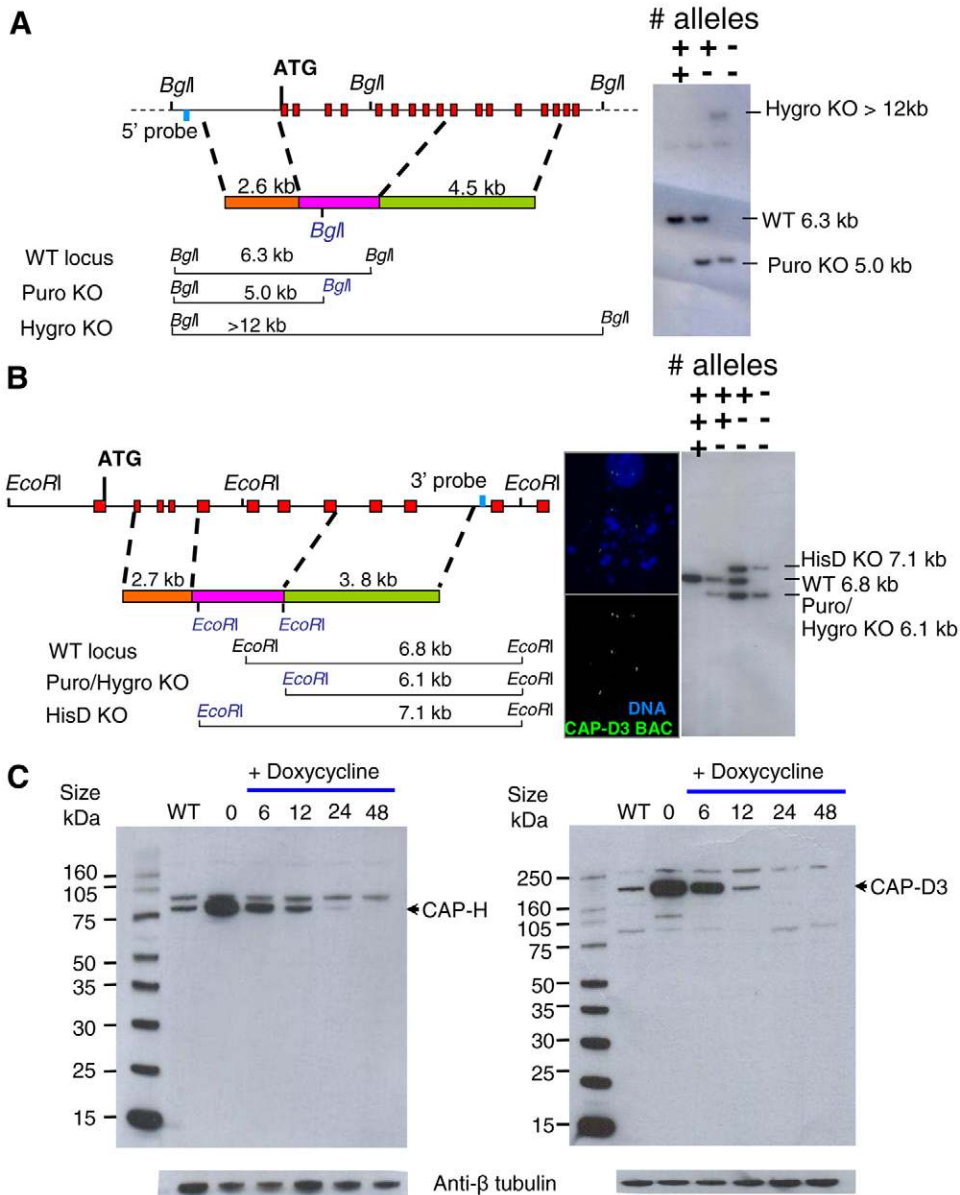 A
# alleles
+ + -
+ - -
BglI
ATG
BglI
BglI
5' probe
2.6 kb
4.5 kb
BglI
WT locus
BglI
6.3 kb
BglI
Puro KO
BglI
5.0 kb
BglI
Hygro KO
BglI
>12 kb
BglI
Hygro KO > 12kb
WT 6.3 kb
Puro KO 5.0 kb
B
# alleles
+ + + -
+ + - -
+ - - -
EcoRI
ATG
EcoRI
3' probe
EcoRI
2.7 kb
3. 8 kb
EcoRI
EcoRI
WT locus
EcoRI
6.8 kb
EcoRI
Puro/Hygro KO
EcoRI
6.1 kb
EcoRI
HisD KO
EcoRI
7.1 kb
EcoRI
DNA
CAP-D3 BAC
HisD KO 7.1 kb
WT 6.8 kb
Puro/
Hygro KO 6.1 kb
C
+ Doxycycline
Size
kDa
WT 0 6 12 24 48
160
105
75
50
35
30
25
15
CAP-H
+ Doxycycline
Size
kDa
WT 0 6 12 24 48
250
160
105
75
50
35
30
25
15
CAP-D3
Anti-β tubulin